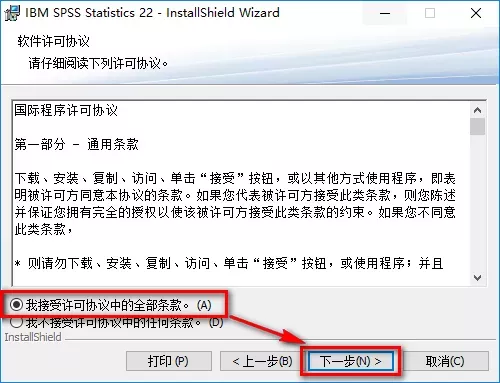 IBM SPSS Statistics 22 - InstallShield Wizard
软件许可协议
请仔细阅读下列许可协议。
国际程序许可协议
第一部分 - 通用条款
下载、安装、复制、访问、单击“接受”按钮，或以其他方式使用程序，即表
明被许可方同意本协议的条款。如果您代表被许可方接受此类条款，则您陈述
并保证您拥有完全的授权以使该被许可方接受此类条款的约束。如果您不同意
此类条款，
* 则请勿下载、安装、复制、访问、单击“接受”按钮，或使用程序；并且
我接受许可协议中的全部条款。(A)
我不接受许可协议中的任何条款。(D)
InstallShield
打印(P)
< 上一步(B)
下一步(N) >
取消(C)